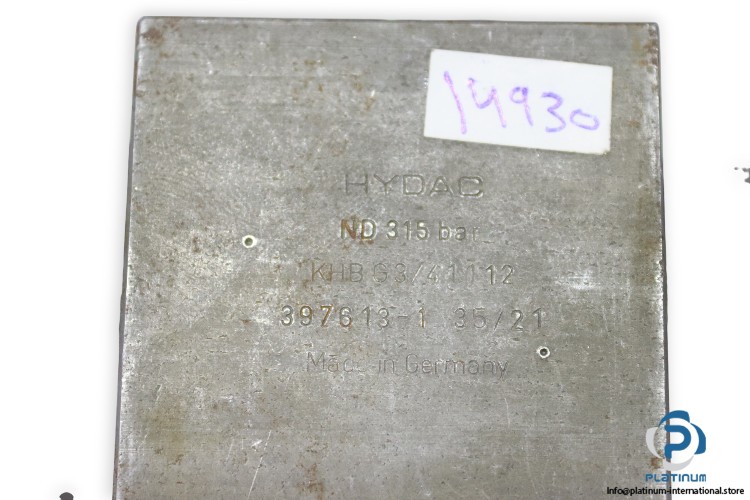 14930
HYDAC
ND 315 bar
KHB G3/4 1112
397613-1 35/21
Made in Germany
PLATINUM
info@platinum-international.store